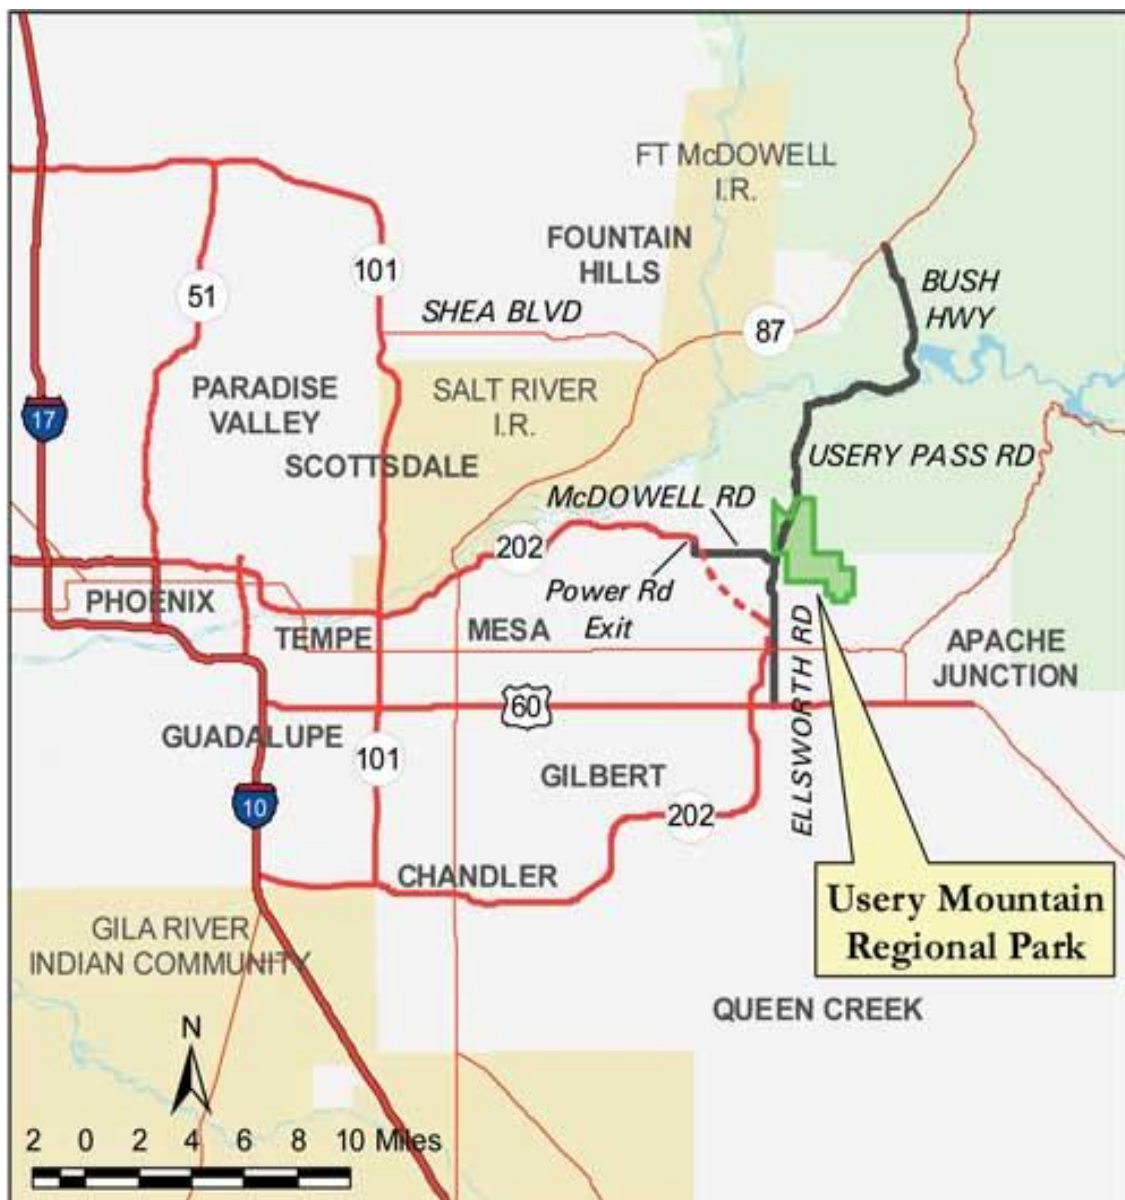 FT McDOWELL
I.R.
FOUNTAIN
HILLS
BUSH
HWY
101
51
SHEA BLVD
87
PARADISE
VALLEY
SALT RIVER
I.R.
17
SCOTTSDALE
USERY PASS RD
McDOWELL RD
202
PHOENIX
Power Rd
Exit
TEMPE
MESA
ELLSWORTH RD
APACHE
JUNCTION
60
GUADALUPE
101
GILBERT
10
202
CHANDLER
Usery Mountain
Regional Park
GILA RIVER
INDIAN COMMUNITY
QUEEN CREEK
N
2 0 2 4 6 8 10 Miles